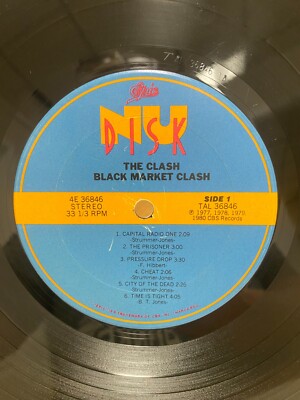 Epic
NU
DISK
THE CLASH
BLACK MARKET CLASH
4E 36846
STEREO
33 1/3 RPM
SIDE 1
TAL 36846
℗ 1977, 1978, 1979,
1980 CBS Records
1. CAPITAL RADIO ONE 2:09
-Strummer-Jones-
2. THE PRISONER 3:00
-Strummer-Jones-
3. PRESSURE DROP 3:30
-F. Hibbert-
4. CHEAT 2:06
-Strummer-Jones-
5. CITY OF THE DEAD 2:20
-Strummer-Jones-
6. TIME IS TIGHT 4:05
-B. T. Jones-